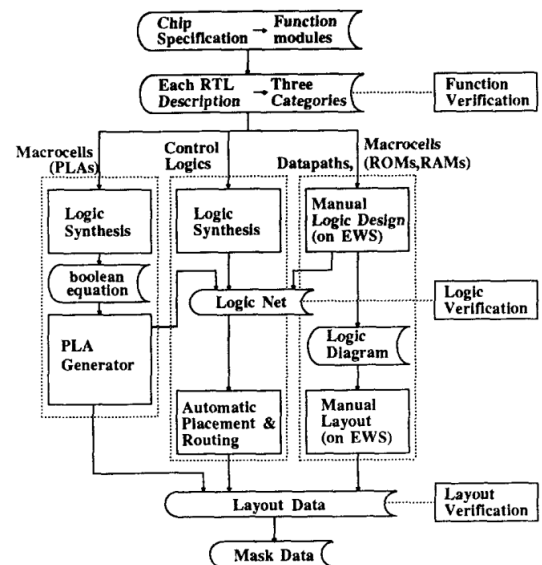 Chip → Function
Specification modules
Each RTL → Three
Description Categories
Function
Verification
Macrocells
(PLAs)
Control
Logics
Datapaths,
Macrocells
(ROMs,RAMs)
Logic
Synthesis
Logic
Synthesis
Manual
Logic Design
(on EWS)
boolean
equation
Logic Net
Logic
Verification
PLA
Generator
Logic
Diagram
Automatic
Placement &
Routing
Manual
Layout
(on EWS)
Layout Data
Layout
Verification
Mask Data